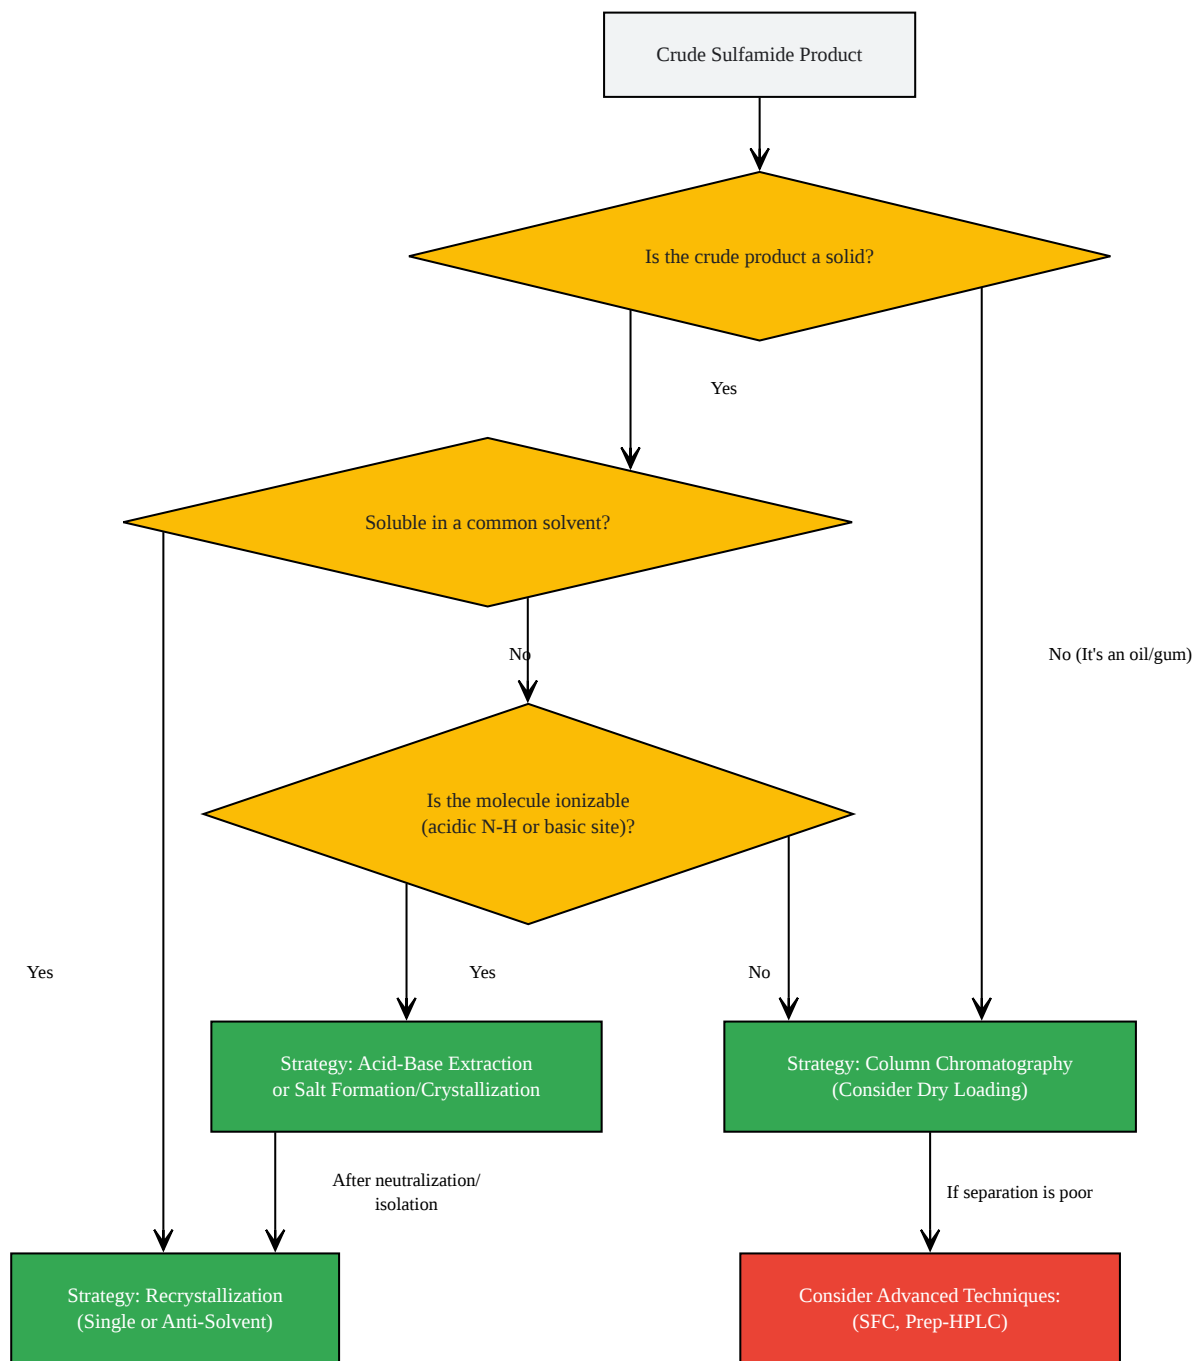 Crude Sulfamide Product
Is the crude product a solid?
Yes
Soluble in a common solvent?
No
No (It's an oil/gum)
Is the molecule ionizable
(acidic N-H or basic site)?
Yes
Yes
No
Strategy: Acid-Base Extraction
or Salt Formation/Crystallization
Strategy: Column Chromatography
(Consider Dry Loading)
After neutralization/
isolation
If separation is poor
Strategy: Recrystallization
(Single or Anti-Solvent)
Consider Advanced Techniques:
(SFC, Prep-HPLC)